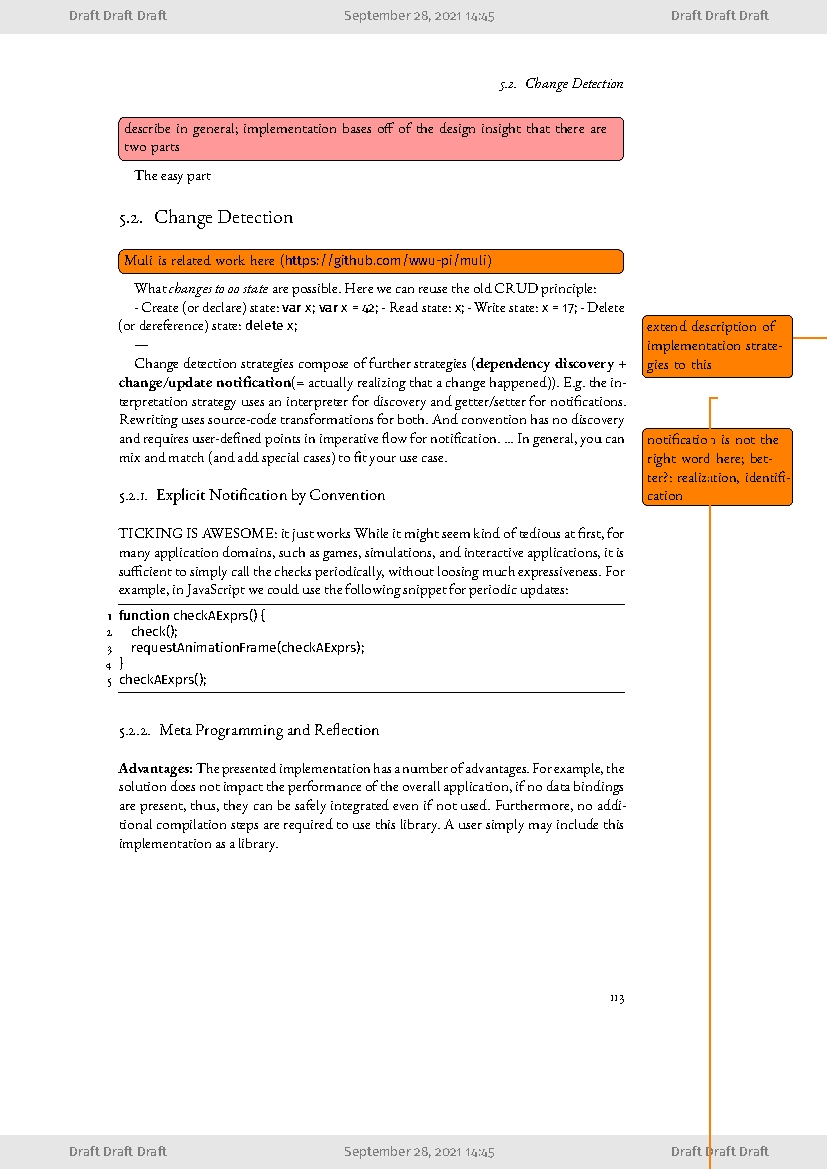 Draft Draft Draft September 28, 2021 14:45 Draft Draft Draft
5.2. Change Detection
describe in general; implementation bases off of the design insight that there are
two parts
The easy part
5.2. Change Detection
Muli is related work here (https://github.com/wwu-pi/muli)
What changes to oo state are possible. Here we can reuse the old CRUD principle:
- Create (or declare) state: var x; var x = 42; - Read state: x; - Write state: x = 17; - Delete
(or dereference) state: delete x;
—
Change detection strategies compose of further strategies (dependency discovery +
change/update notification(= actually realizing that a change happened)). E.g. the in-
terpretation strategy uses an interpreter for discovery and getter/setter for notifications.
Rewriting uses source-code transformations for both. And convention has no discovery
and requires user-defined points in imperative flow for notification. ... In general, you can
mix and match (and add special cases) to fit your use case.
extend description of
implementation strate-
gies to this
notification is not the
right word here; bet-
ter?: realization, identifi-
cation
5.2.1. Explicit Notification by Convention
TICKING IS AWESOME: it just works While it might seem kind of tedious at first, for
many application domains, such as games, simulations, and interactive applications, it is
sufficient to simply call the checks periodically, without loosing much expressiveness. For
example, in JavaScript we could use the following snippet for periodic updates:
1 function checkAExprs() {
2 check();
3 requestAnimationFrame(checkAExprs);
4 }
5 checkAExprs();
5.2.2. Meta Programming and Reflection
Advantages: The presented implementation has a number of advantages. For example, the
solution does not impact the performance of the overall application, if no data bindings
are present, thus, they can be safely integrated even if not used. Furthermore, no addi-
tional compilation steps are required to use this library. A user simply may include this
implementation as a library.
113
Draft Draft Draft September 28, 2021 14:45 Draft Draft Draft